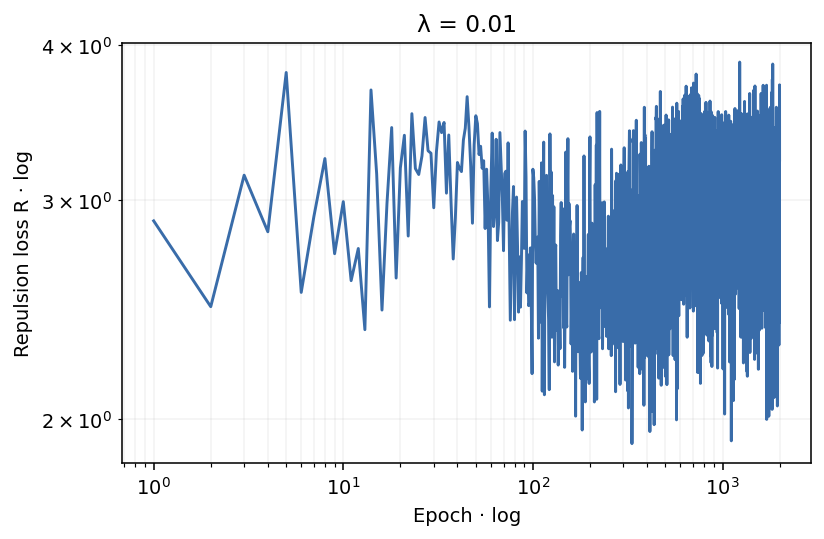 λ = 0.01
4 × 10⁰
3 × 10⁰
2 × 10⁰
Repulsion loss R · log
10⁰ 10¹ 10² 10³
Epoch · log